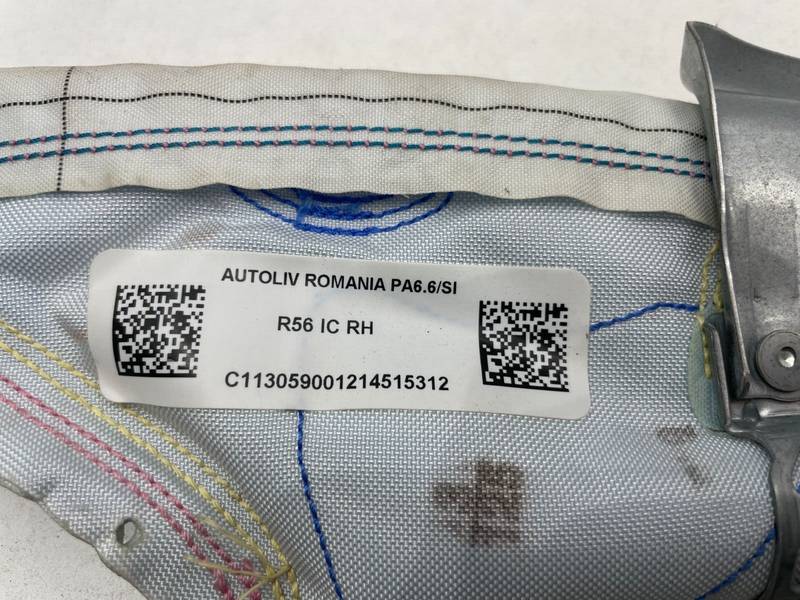 AUTOLIV ROMANIA PA6.6/SI
R56 IC RH
C113059001214515312